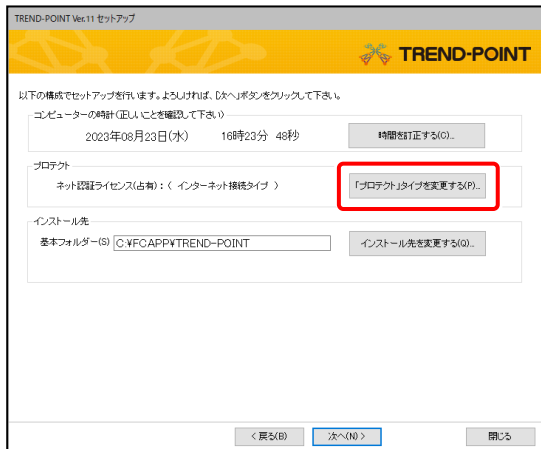 TREND-POINT Ver.11 セットアップ
TREND-POINT
以下の構成でセットアップを行います。よろしければ、[次へ]ボタンをクリックして下さい。
コンピューターの時計(正しいことを確認して下さい)
2023年08月23日(水) 16時23分 48秒 時間を訂正する(C)...
プロテクト
ネット認証ライセンス(占有) : ( インターネット接続タイプ ) 「プロテクト」タイプを変更する(P)...
インストール先
基本フォルダー(S) C:¥FCAPP¥TREND-POINT インストール先を変更する(Q)...
< 戻る(B) 次へ(N) > 閉じる